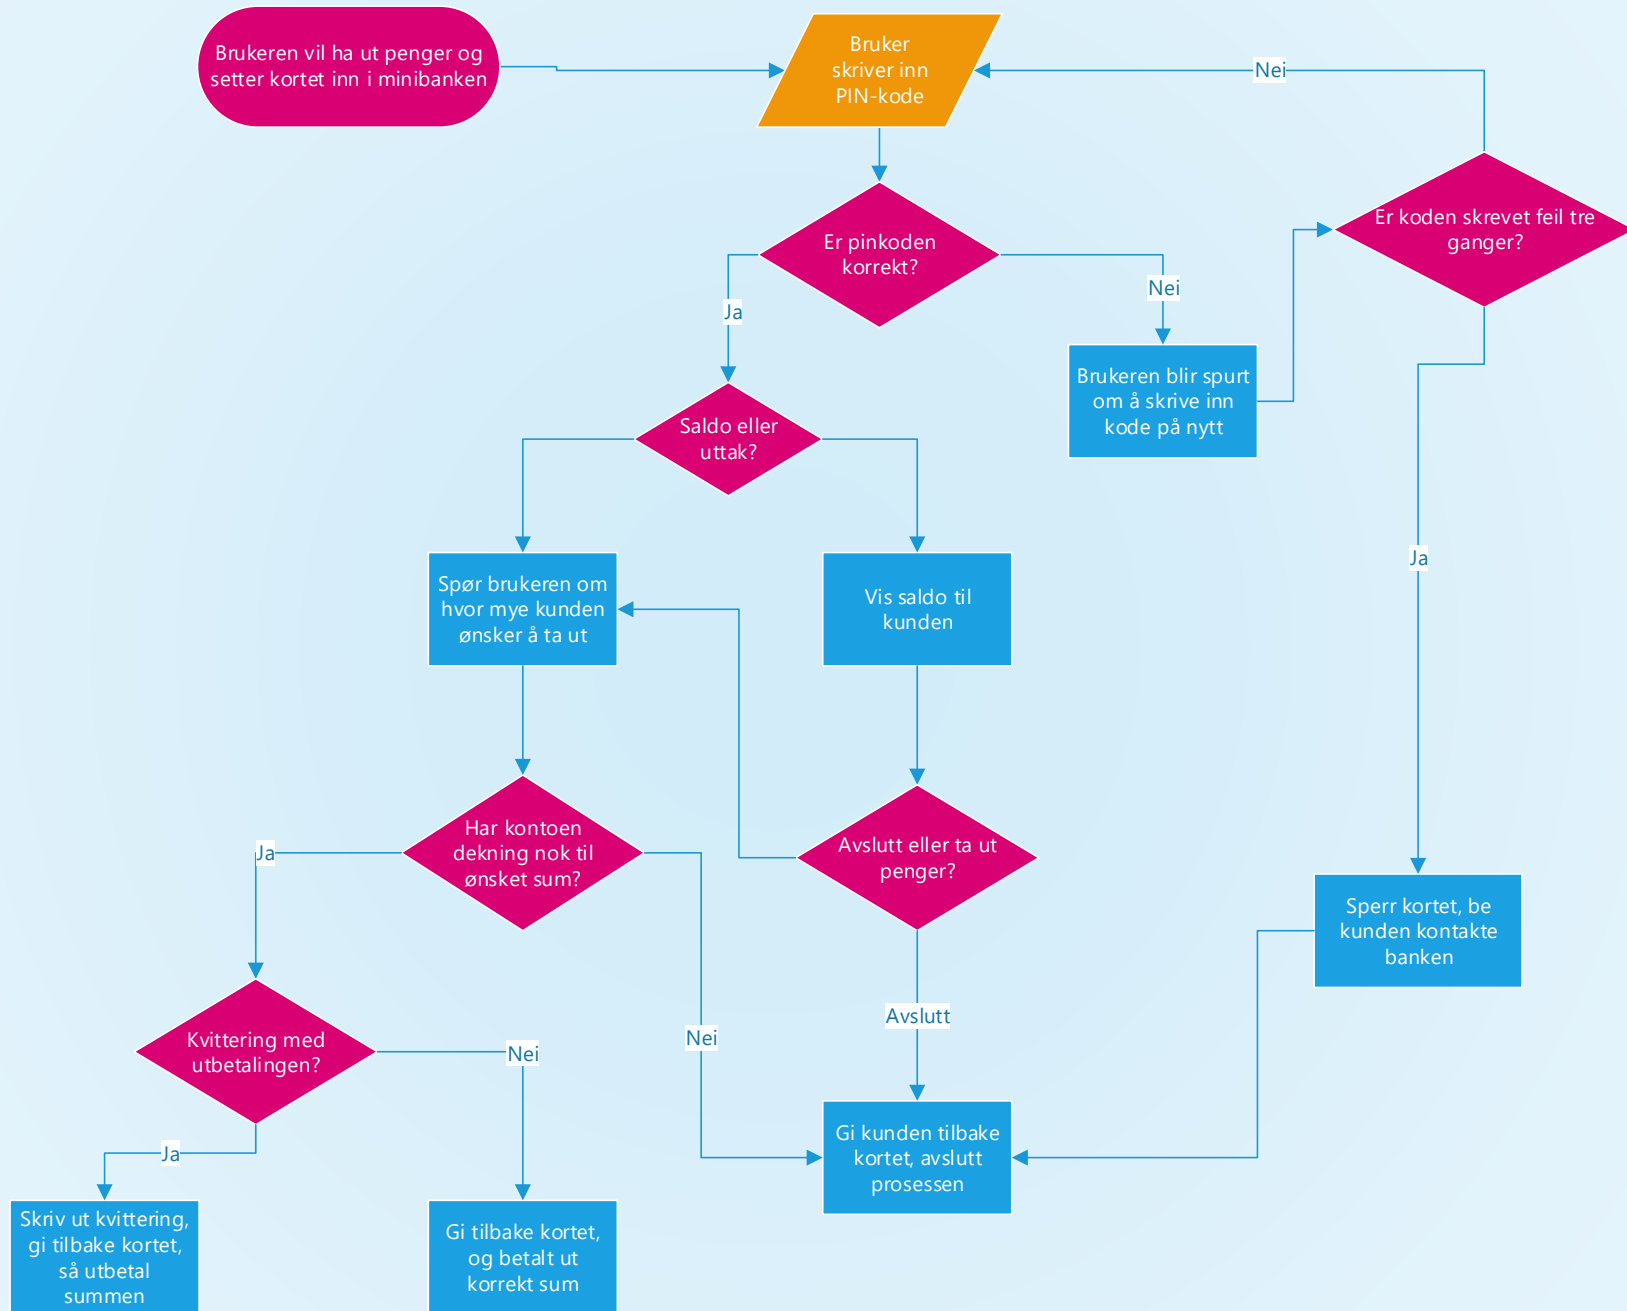 Brukeren vil ha ut penger og
setter kortet inn i minibanken
Bruker
skriver inn
PIN-kode
Nei
Er koden skrevet feil tre
ganger?
Er pinkoden
korrekt?
Nei
Ja
Brukeren blir spurt
om å skrive inn
kode på nytt
Saldo eller
uttak?
Ja
Spør brukeren om
hvor mye kunden
ønsker å ta ut
Vis saldo til
kunden
Har kontoen
dekning nok til
ønsket sum?
Ja
Avslutt eller ta ut
penger?
Sperr kortet, be
kunden kontakte
banken
Avslutt
Nei
Kvittering med
utbetalingen?
Nei
Ja
Gi kunden tilbake
kortet, avslutt
prosessen
Skriv ut kvittering,
gi tilbake kortet,
så utbetal
summen
Gi tilbake kortet,
og betalt ut
korrekt sum